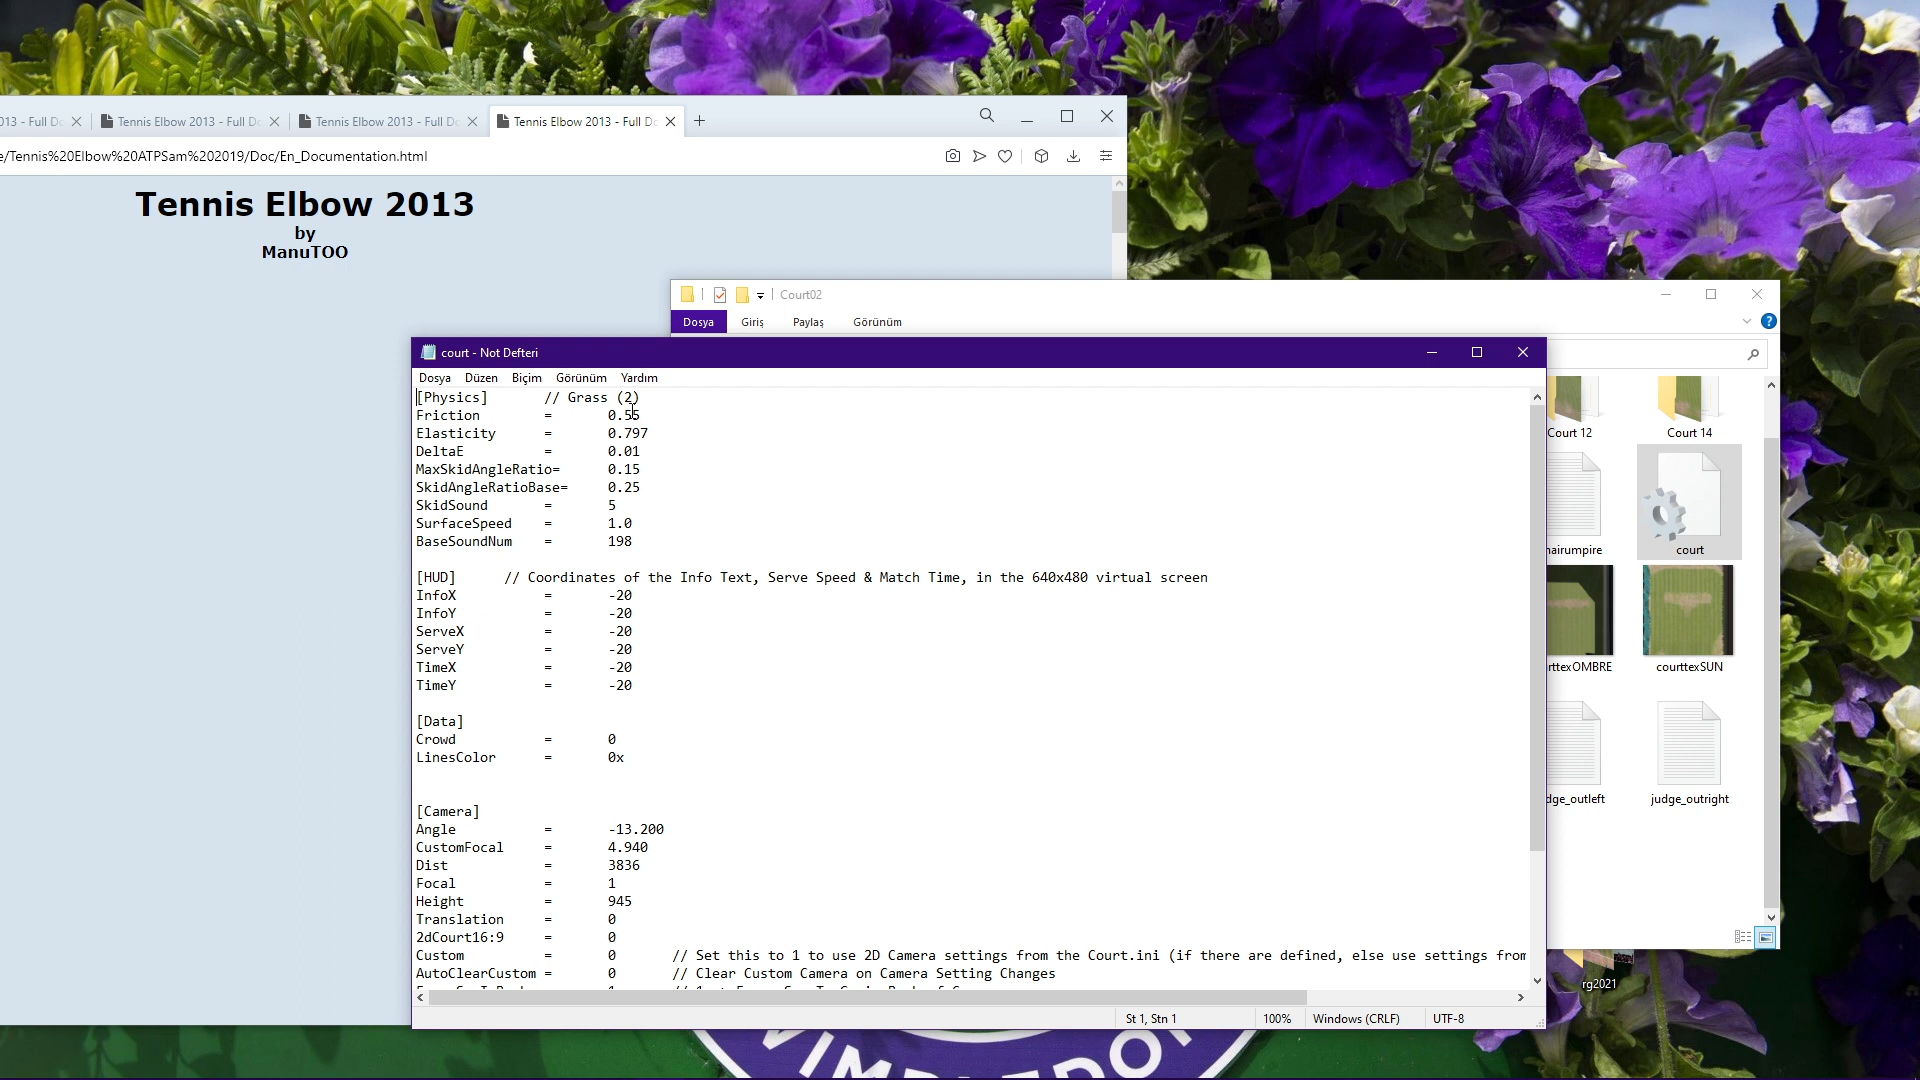 013 - Full Do
Tennis Elbow 2013 - Full Do
Tennis Elbow 2013 - Full Do
Tennis Elbow 2013 - Full Do
e/Tennis%20Elbow%20ATPSam%202019/Doc/En_Documentation.html
Tennis Elbow 2013
by
ManuTOO
Court02
Dosya Giriş Paylaş Görünüm
court - Not Defteri
Dosya Düzen Biçim Görünüm Yardım
[Physics] // Grass (2)
Friction = 0.55
Elasticity = 0.797
DeltaE = 0.01
MaxSkidAngleRatio= 0.15
SkidAngleRatioBase= 0.25
SkidSound = 5
SurfaceSpeed = 1.0
BaseSoundNum = 198
[HUD] // Coordinates of the Info Text, Serve Speed & Match Time, in the 640x480 virtual screen
InfoX = -20
InfoY = -20
ServeX = -20
ServeY = -20
TimeX = -20
TimeY = -20
[Data]
Crowd = 0
LinesColor = 0x
[Camera]
Angle = -13.200
CustomFocal = 4.940
Dist = 3836
Focal = 1
Height = 945
Translation = 0
2dCourt16:9 = 0
Custom = 0 // Set this to 1 to use 2D Camera settings from the Court.ini (if there are defined, else use settings from
AutoClearCustom = 0 // Clear Custom Camera on Camera Setting Changes
St 1, Stn 1 100% Windows (CRLF) UTF-8
Court 12 Court 14
hairumpire court
rttexOMBRE courttexSUN
dge_outleft judge_outright
rg2021
WIMBLEDON